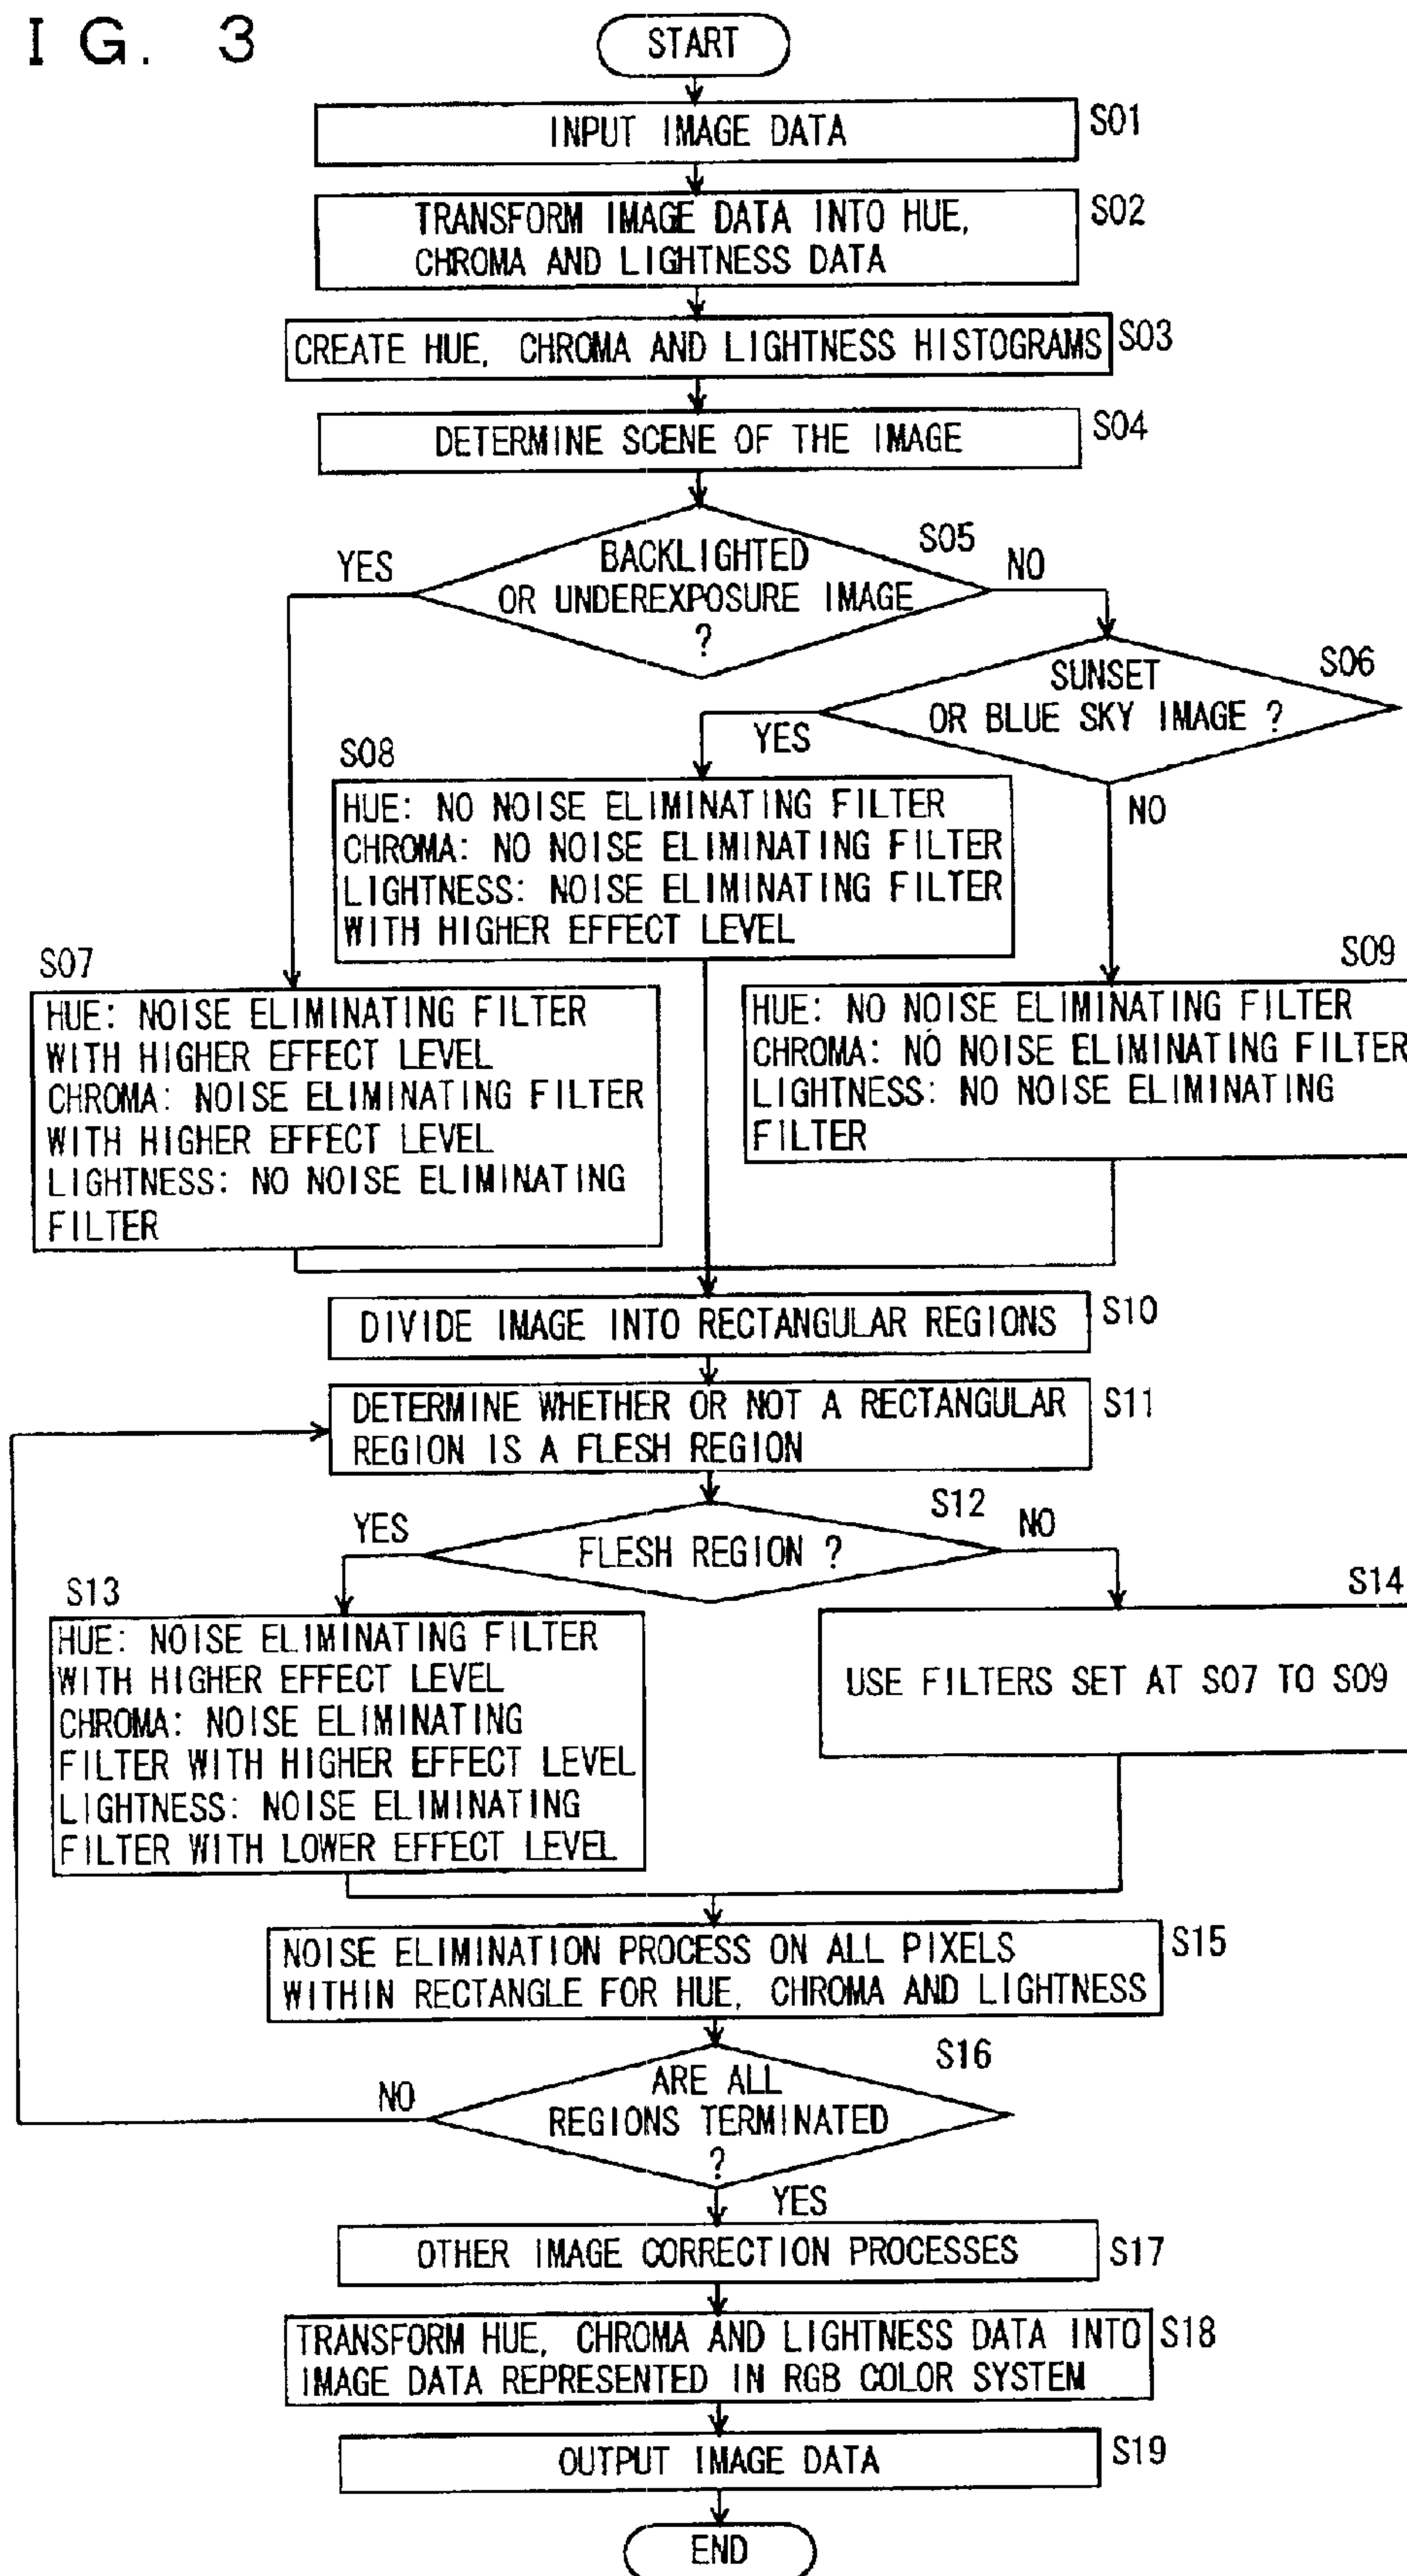 IG. 3
START
INPUT IMAGE DATA
S01
TRANSFORM IMAGE DATA INTO HUE,
CHROMA AND LIGHTNESS DATA
S02
CREATE HUE, CHROMA AND LIGHTNESS HISTOGRAMS
S03
DETERMINE SCENE OF THE IMAGE
S04
BACKLIGHTED
OR UNDEREXPOSURE IMAGE
?
S05
YES
NO
SUNSET
OR BLUE SKY IMAGE ?
S06
YES
NO
S08
HUE: NO NOISE ELIMINATING FILTER
CHROMA: NO NOISE ELIMINATING FILTER
LIGHTNESS: NOISE ELIMINATING FILTER
WITH HIGHER EFFECT LEVEL
S07
HUE: NOISE ELIMINATING FILTER
WITH HIGHER EFFECT LEVEL
CHROMA: NOISE ELIMINATING FILTER
WITH HIGHER EFFECT LEVEL
LIGHTNESS: NO NOISE ELIMINATING
FILTER
S09
HUE: NO NOISE ELIMINATING FILTER
CHROMA: NO NOISE ELIMINATING FILTER
LIGHTNESS: NO NOISE ELIMINATING
FILTER
DIVIDE IMAGE INTO RECTANGULAR REGIONS
S10
DETERMINE WHETHER OR NOT A RECTANGULAR
REGION IS A FLESH REGION
S11
FLESH REGION ?
S12
YES
NO
S13
HUE: NOISE ELIMINATING FILTER
WITH HIGHER EFFECT LEVEL
CHROMA: NOISE ELIMINATING
FILTER WITH HIGHER EFFECT LEVEL
LIGHTNESS: NOISE ELIMINATING
FILTER WITH LOWER EFFECT LEVEL
S14
USE FILTERS SET AT S07 TO S09
NOISE ELIMINATION PROCESS ON ALL PIXELS
WITHIN RECTANGLE FOR HUE, CHROMA AND LIGHTNESS
S15
ARE ALL
REGIONS TERMINATED
?
S16
NO
YES
OTHER IMAGE CORRECTION PROCESSES
S17
TRANSFORM HUE, CHROMA AND LIGHTNESS DATA INTO
IMAGE DATA REPRESENTED IN RGB COLOR SYSTEM
S18
OUTPUT IMAGE DATA
S19
END